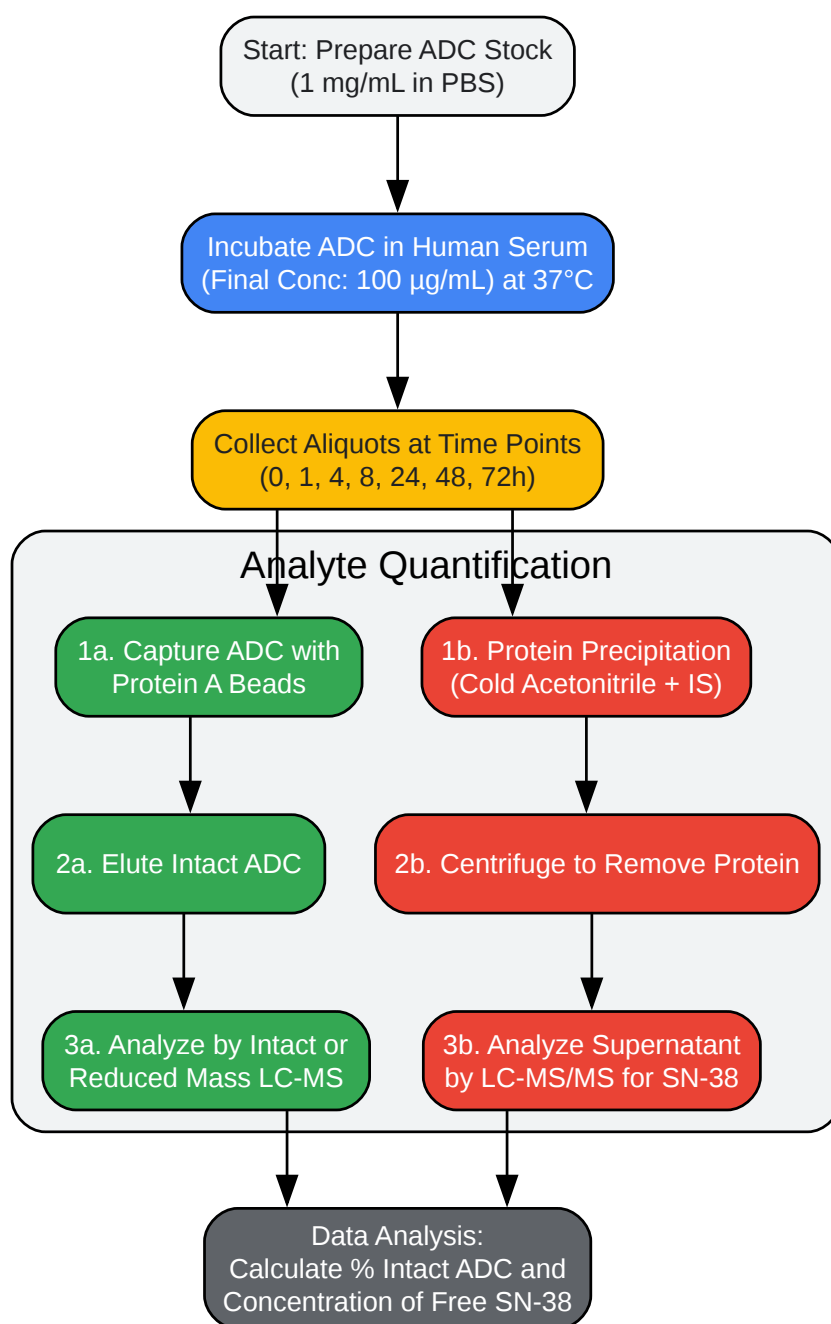 Start: Prepare ADC Stock
(1 mg/mL in PBS)
Incubate ADC in Human Serum
(Final Conc: 100 µg/mL) at 37°C
Collect Aliquots at Time Points
(0, 1, 4, 8, 24, 48, 72h)
Analyte Quantification
1a. Capture ADC with
Protein A Beads
1b. Protein Precipitation
(Cold Acetonitrile + IS)
2a. Elute Intact ADC
2b. Centrifuge to Remove Protein
3a. Analyze by Intact or
Reduced Mass LC-MS
3b. Analyze Supernatant
by LC-MS/MS for SN-38
Data Analysis:
Calculate % Intact ADC and
Concentration of Free SN-38